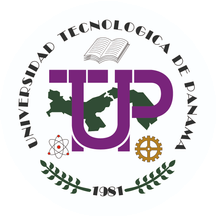 UNIVERSIDAD TECNOLOGICA DE PANAMA
UTP
1981